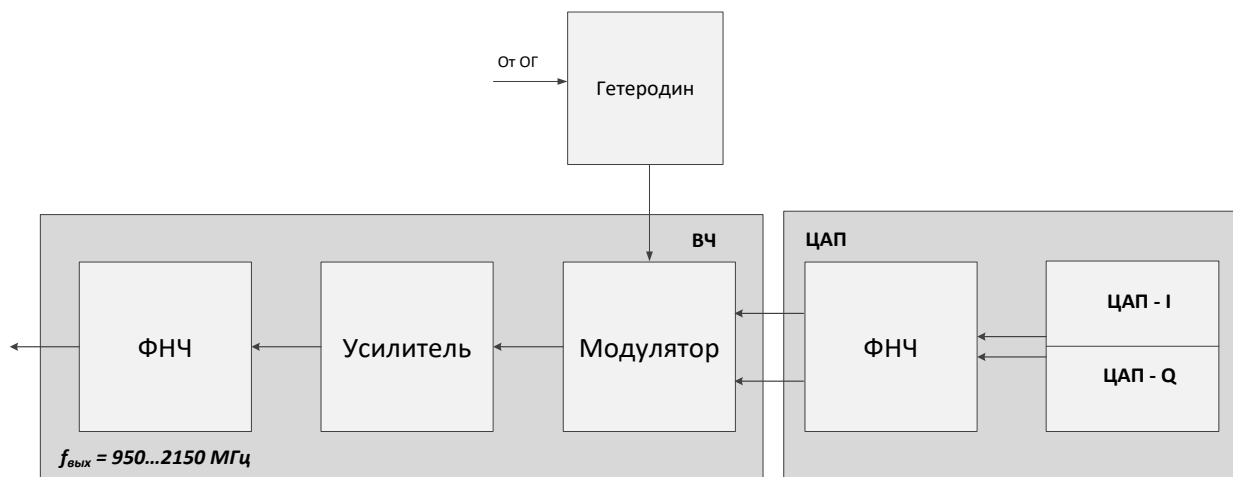 От ОГ
Гетеродин
ВЧ
ЦАП
ФНЧ
Усилитель
Модулятор
ФНЧ
ЦАП - I
ЦАП - Q
fвых = 950...2150 МГц